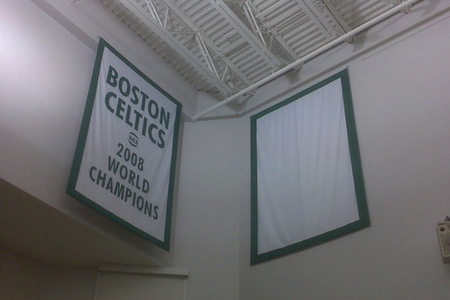 BOSTON
CELTICS
2008
WORLD
CHAMPIONS